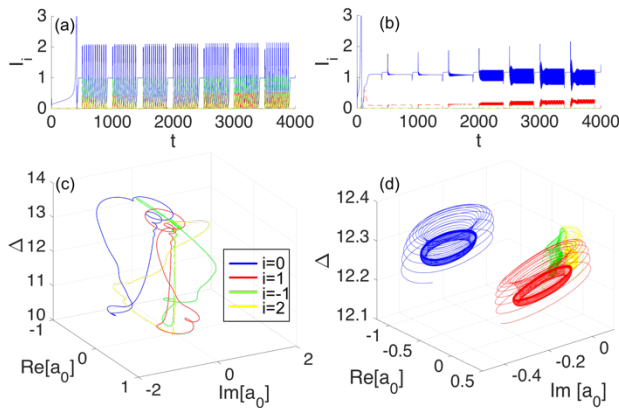 (a)
I_i
3
2
1
0
0 1000 2000 3000 4000
t
(b)
I_i
3
2
1
0
0 1000 2000 3000 4000
t
(c)
Δ
14
13
12
11
10
-1
0
1
Re[a_0]
-2
0
2
Im[a_0]
i=0
i=1
i=-1
i=2
(d)
Δ
12.4
12.3
12.2
12.1
-1
-0.5
0
0.5
Re[a_0]
-0.4
-0.2
0
Im [a_0]